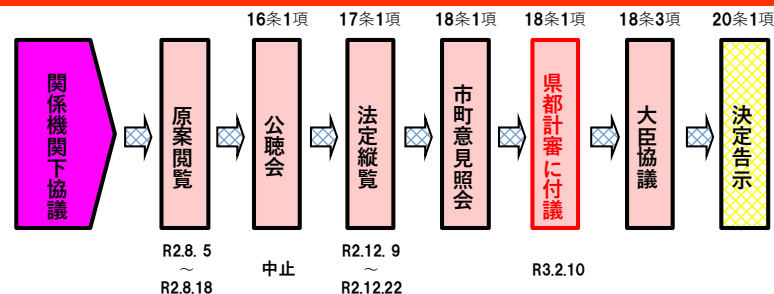 16条1項
17条1項
18条1項
18条1項
18条3項
20条1項
関係機関下協議
原案閲覧
公聴会
法定縦覧
市町意見照会
県都計審に付議
大臣協議
決定告示
R2.8. 5
～
R2.8.18
中止
R2.12. 9
～
R2.12.22
R3.2.10